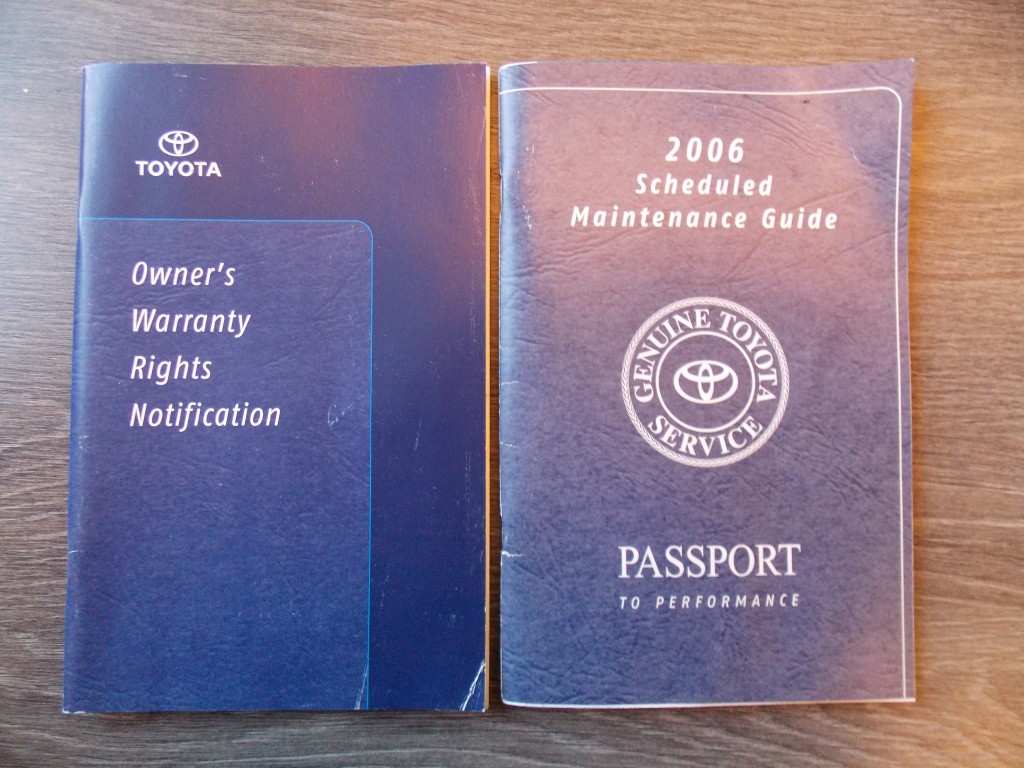 TOYOTA
Owner's
Warranty
Rights
Notification
2006
Scheduled
Maintenance Guide
GENUINE TOYOTA
SERVICE
PASSPORT
TO PERFORMANCE